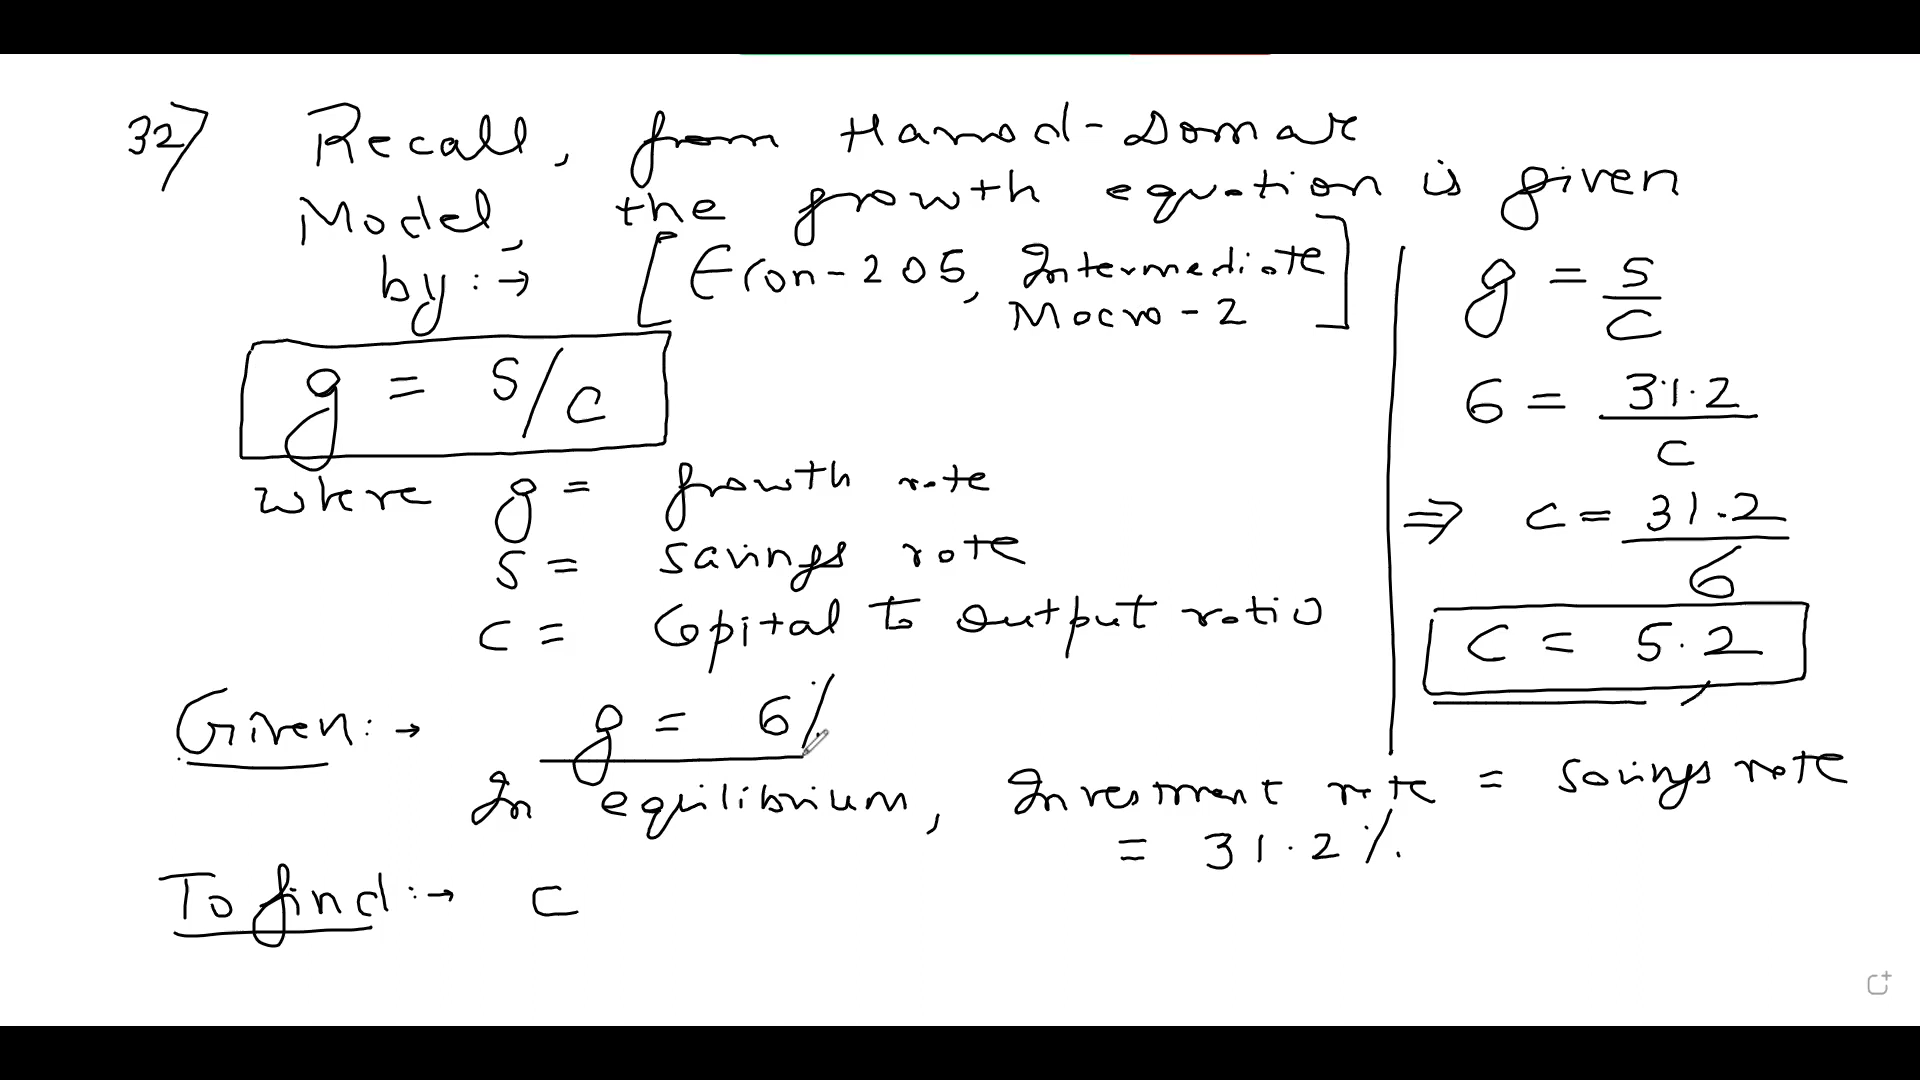 32) Recall, from Harrod-Domar
Model, the growth equation is given
by :→ [Econ-205, Intermediate
Macro-2]
g = S/C
where g = growth rate
S = savings rate
C = Capital to output ratio
Given :→ g = 6%
In equilibrium, Investment rate = savings rate
= 31.2%.
To find :→ C
g = S/C
6 = 31.2/C
⇒ C = 31.2/6
C = 5.2